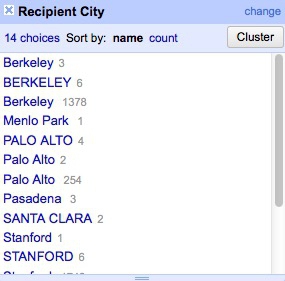 Recipient City change
14 choices Sort by: name count Cluster
Berkeley 3
BERKELEY 6
Berkeley 1378
Menlo Park 1
PALO ALTO 4
Palo Alto 2
Palo Alto 254
Pasadena 3
SANTA CLARA 2
Stanford 1
STANFORD 6
Stanford